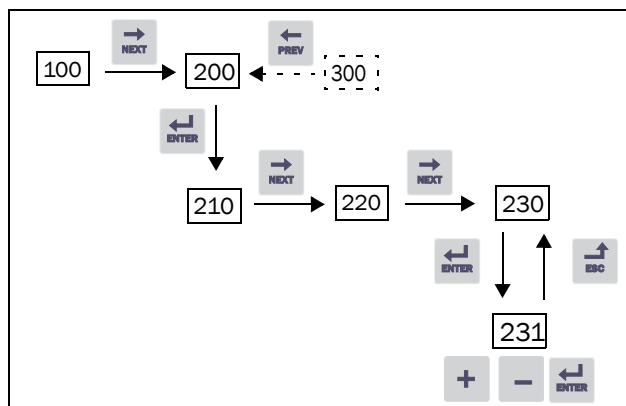 NEXT
PREV
100
200
300
ENTER
NEXT
NEXT
210
220
230
ENTER
ESC
231
+
−
ENTER